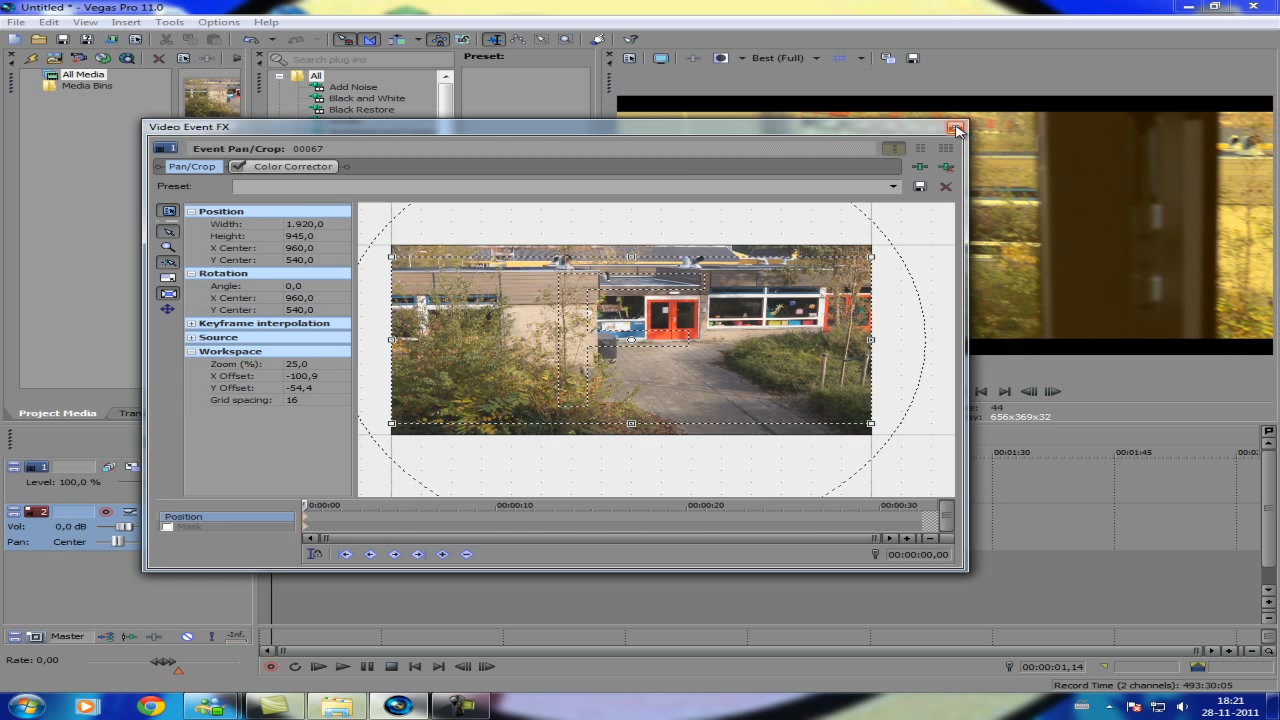 Untitled * - Vegas Pro 11.0
File Edit View Insert Tools Options Help
Search plug-ins
Preset:
Best (Full)
All Media
Media Bins
All
Add Noise
Black and White
Black Restore
Video Event FX
1 Event Pan/Crop: 00067
Pan/Crop Color Corrector
Preset:
Position
Width: 1.920,0
Height: 945,0
X Center: 960,0
Y Center: 540,0
Rotation
Angle: 0,0
X Center: 960,0
Y Center: 540,0
Keyframe interpolation
Source
Workspace
Zoom (%): 25,0
X Offset: -100,9
Y Offset: -54,4
Grid spacing: 16
0:00:00 00:00:10 00:00:20 00:00:30
Position
Mask
00:00:00,00
Project Media Tran
44
656x369x32
00:01:30 00:01:45
1
Level: 100,0 %
2
Vol: 0,0 dB
Pan: Center
Master -Inf.
Rate: 0,00
00:00:01,14
Record Time (2 channels): 493:30:05
18:21
28-11-2011